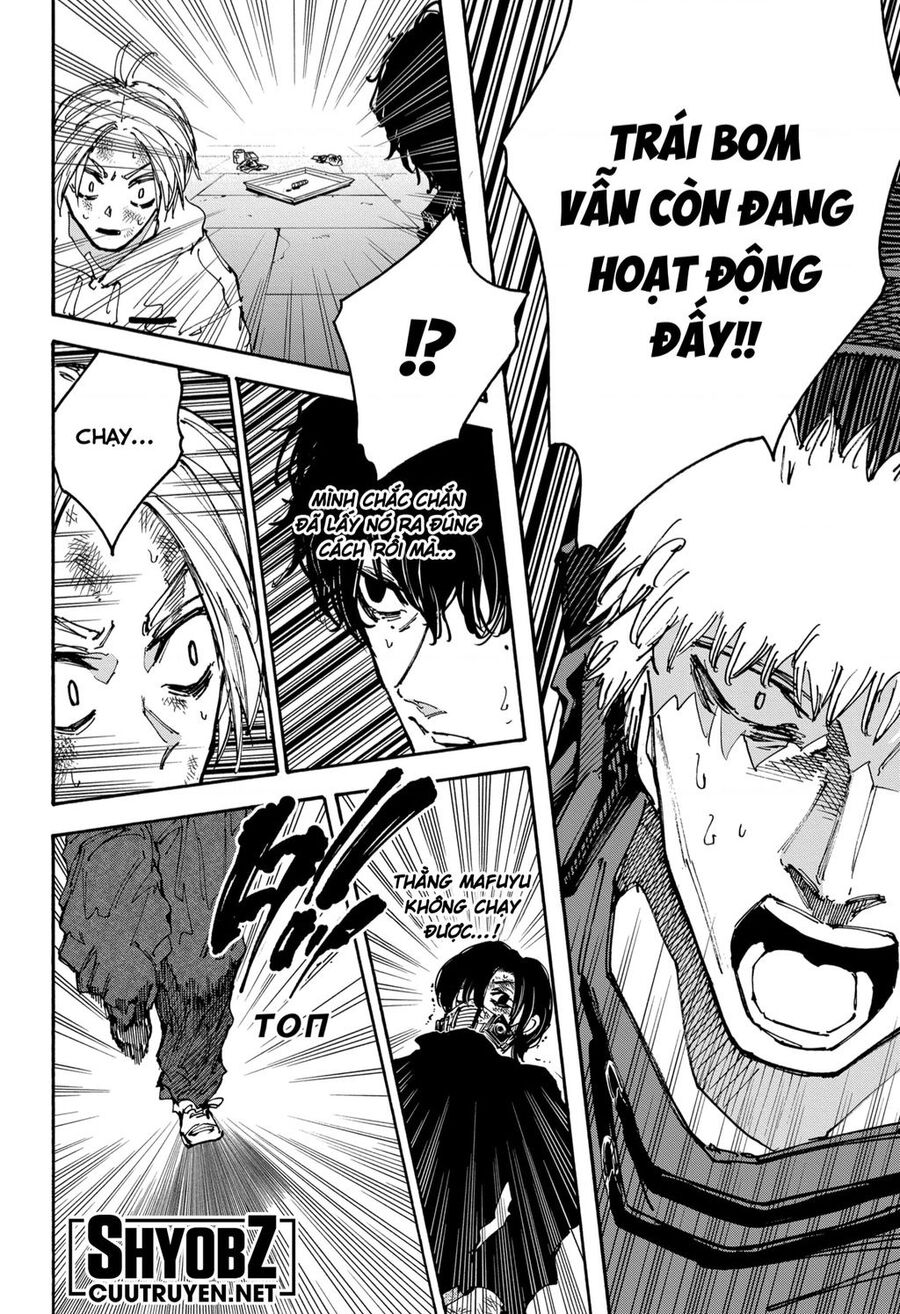 TRÁI BOM
VẪN CÒN ĐANG
HOẠT ĐỘNG
ĐẤY!!
!?
MÌNH CHẮC CHẮN
ĐÃ LẤY NÓ RA ĐÚNG
CÁCH RỒI MÀ...
CHẠY...
THẰNG MAFUYU
KHÔNG CHẠY
ĐƯỢC...!
TOП
SHYOBZ
CUUTRUYEN.NET